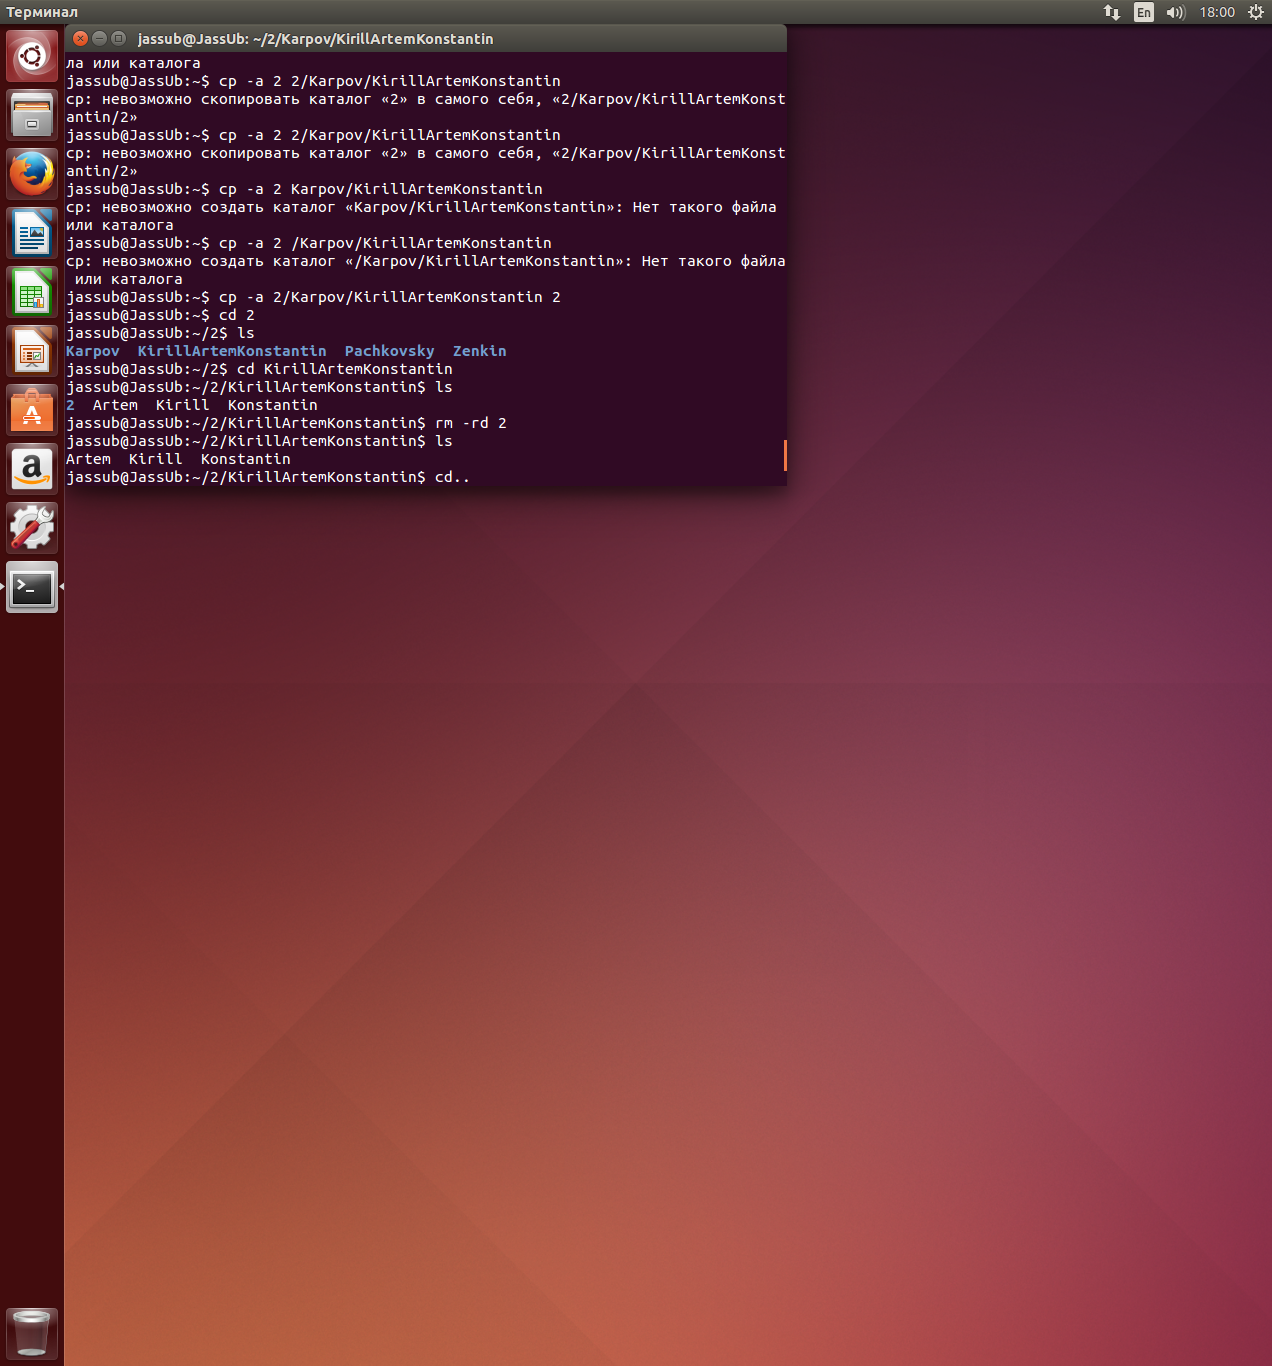 Терминал
En
18:00
jassub@JassUb: ~/2/Karpov/KirillArtemKonstantin
ла или каталога
jassub@JassUb:~$ cp -a 2 2/Karpov/KirillArtemKonstantin
cp: невозможно скопировать каталог «2» в самого себя, «2/Karpov/KirillArtemKonst
antin/2»
jassub@JassUb:~$ cp -a 2 2/Karpov/KirillArtemKonstantin
cp: невозможно скопировать каталог «2» в самого себя, «2/Karpov/KirillArtemKonst
antin/2»
jassub@JassUb:~$ cp -a 2 Karpov/KirillArtemKonstantin
cp: невозможно создать каталог «Karpov/KirillArtemKonstantin»: Нет такого файла
или каталога
jassub@JassUb:~$ cp -a 2 /Karpov/KirillArtemKonstantin
cp: невозможно создать каталог «/Karpov/KirillArtemKonstantin»: Нет такого файла
 или каталога
jassub@JassUb:~$ cp -a 2/Karpov/KirillArtemKonstantin 2
jassub@JassUb:~$ cd 2
jassub@JassUb:~/2$ ls
Karpov  KirillArtemKonstantin  Pachkovsky  Zenkin
jassub@JassUb:~/2$ cd KirillArtemKonstantin
jassub@JassUb:~/2/KirillArtemKonstantin$ ls
2  Artem  Kirill  Konstantin
jassub@JassUb:~/2/KirillArtemKonstantin$ rm -rd 2
jassub@JassUb:~/2/KirillArtemKonstantin$ ls
Artem  Kirill  Konstantin
jassub@JassUb:~/2/KirillArtemKonstantin$ cd..